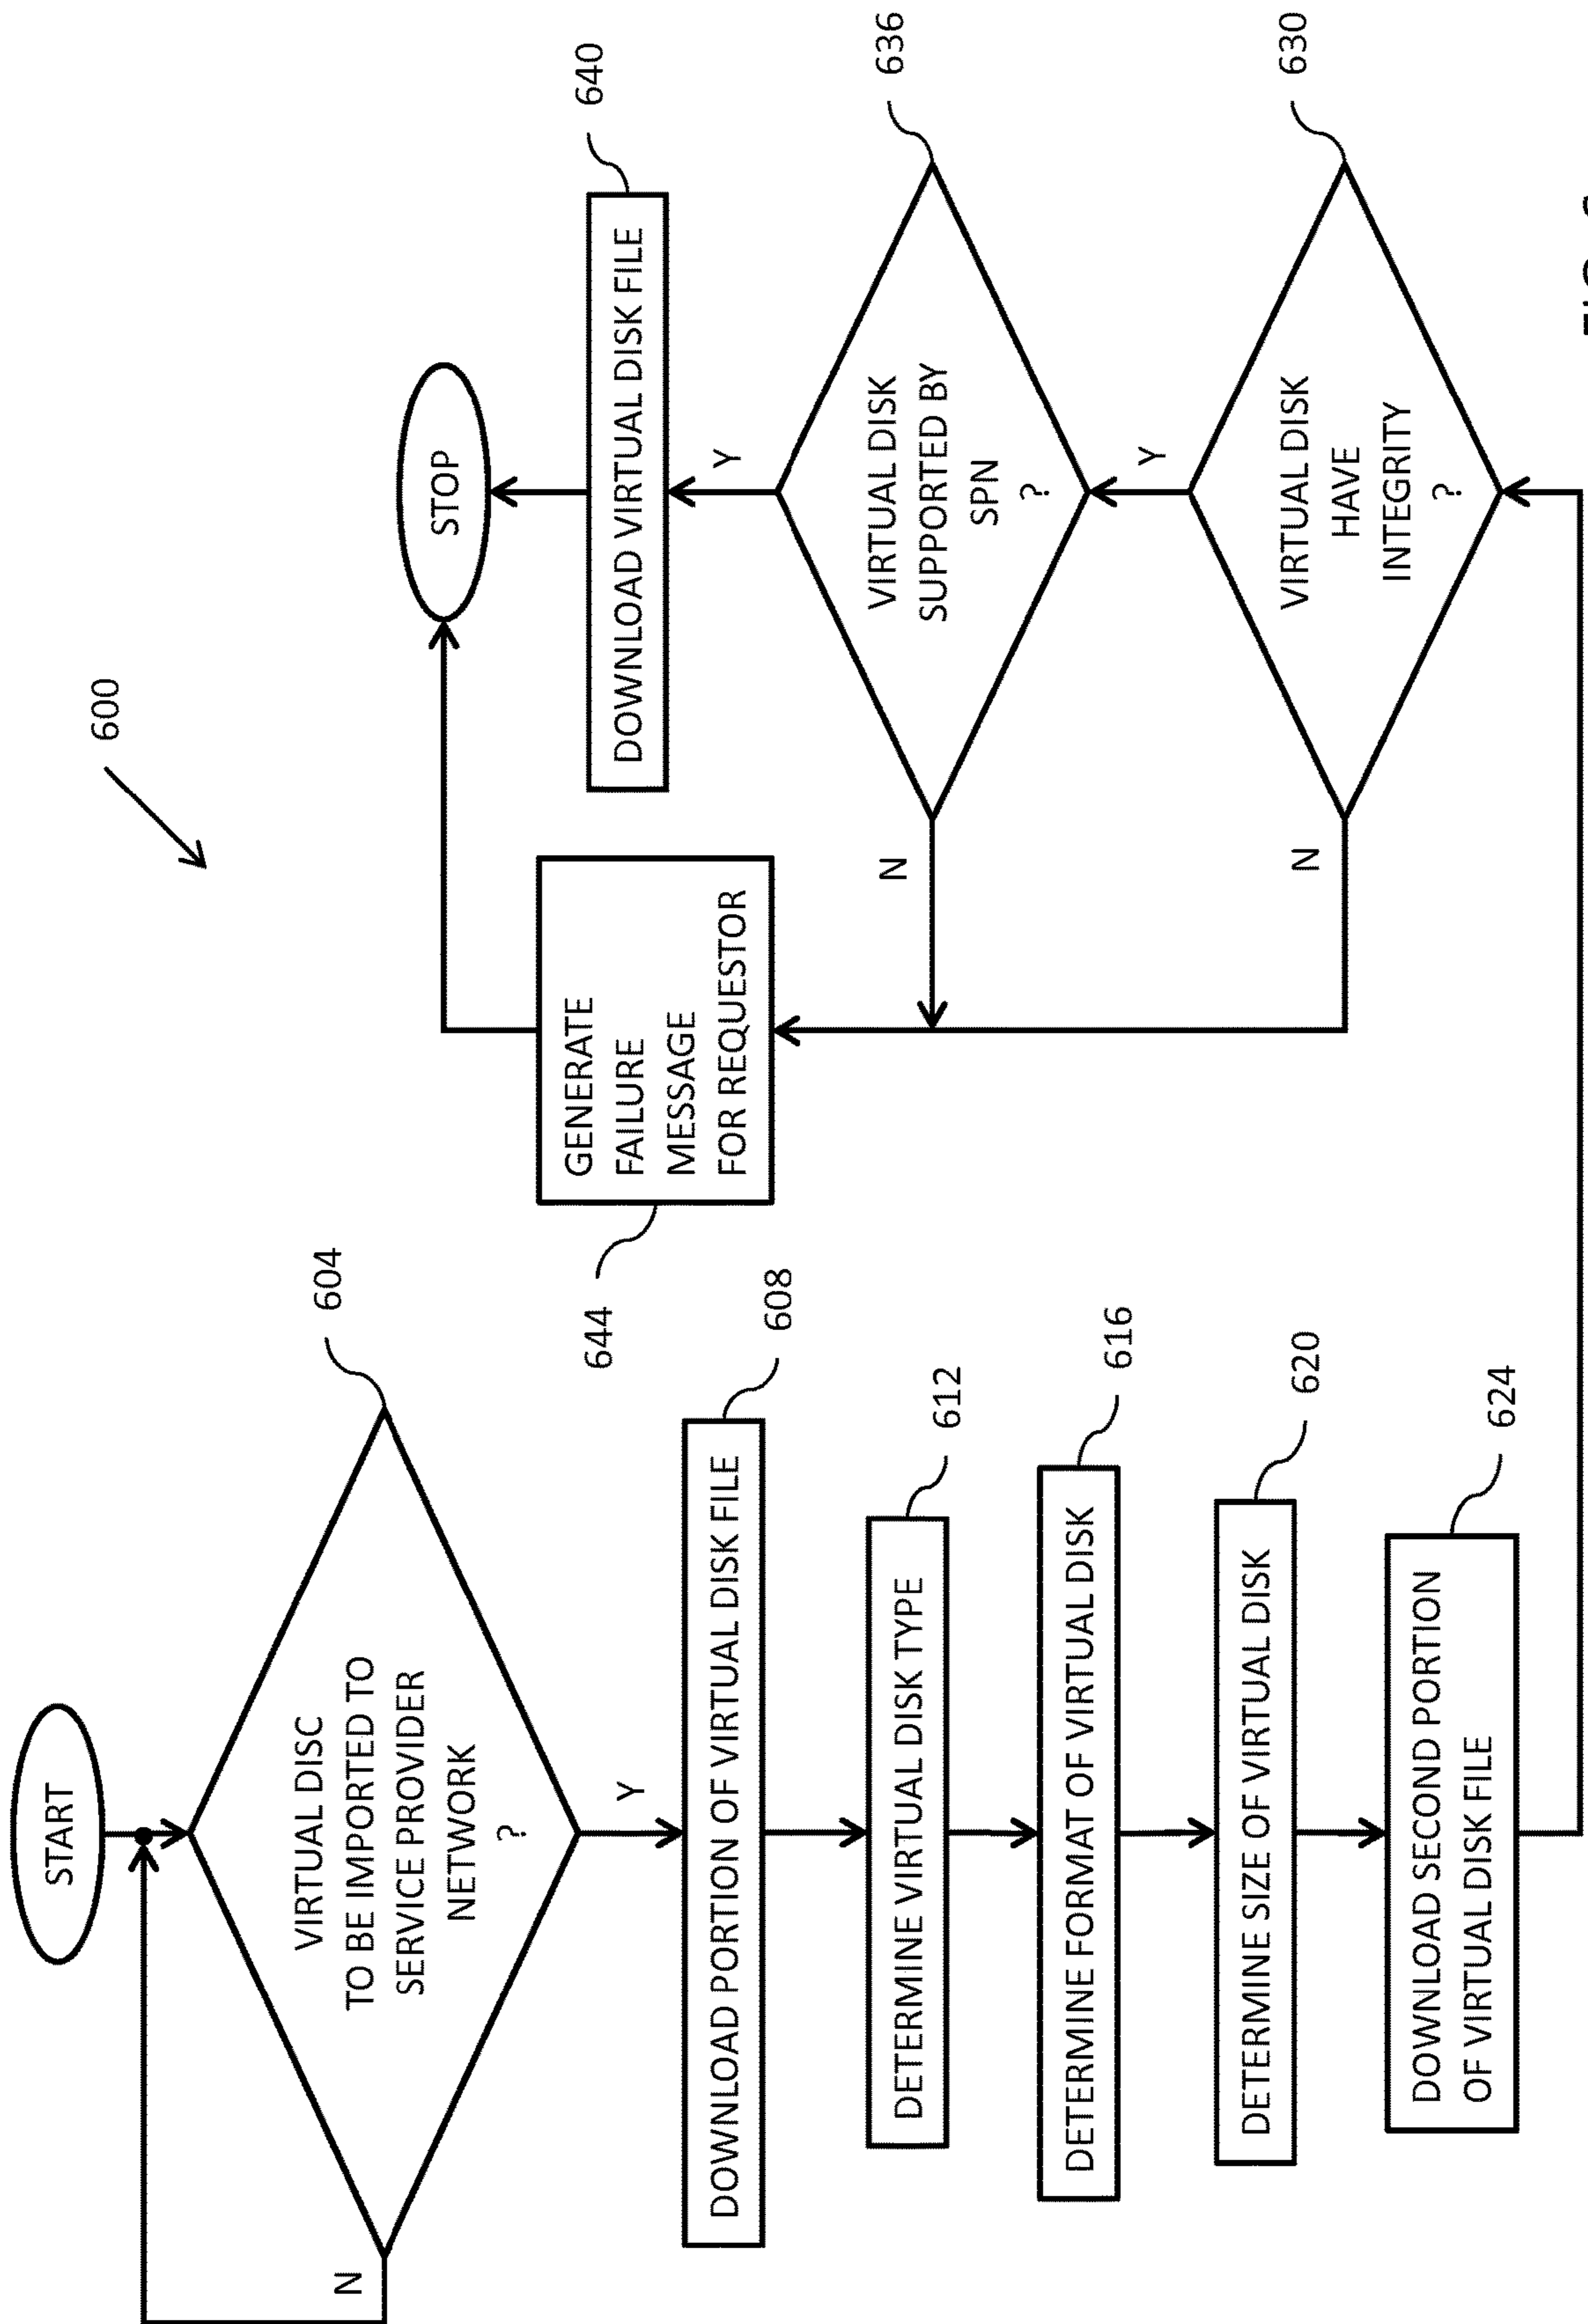 600
START
VIRTUAL DISC
TO BE IMPORTED TO
SERVICE PROVIDER
NETWORK
?
604
N
Y
DOWNLOAD PORTION OF VIRTUAL DISK FILE
608
DETERMINE VIRTUAL DISK TYPE
612
DETERMINE FORMAT OF VIRTUAL DISK
616
DETERMINE SIZE OF VIRTUAL DISK
620
DOWNLOAD SECOND PORTION
OF VIRTUAL DISK FILE
624
STOP
DOWNLOAD VIRTUAL DISK FILE
640
GENERATE
FAILURE
MESSAGE
FOR REQUESTOR
644
Y
VIRTUAL DISK
SUPPORTED BY
SPN
?
636
N
Y
VIRTUAL DISK
HAVE
INTEGRITY
?
630
N